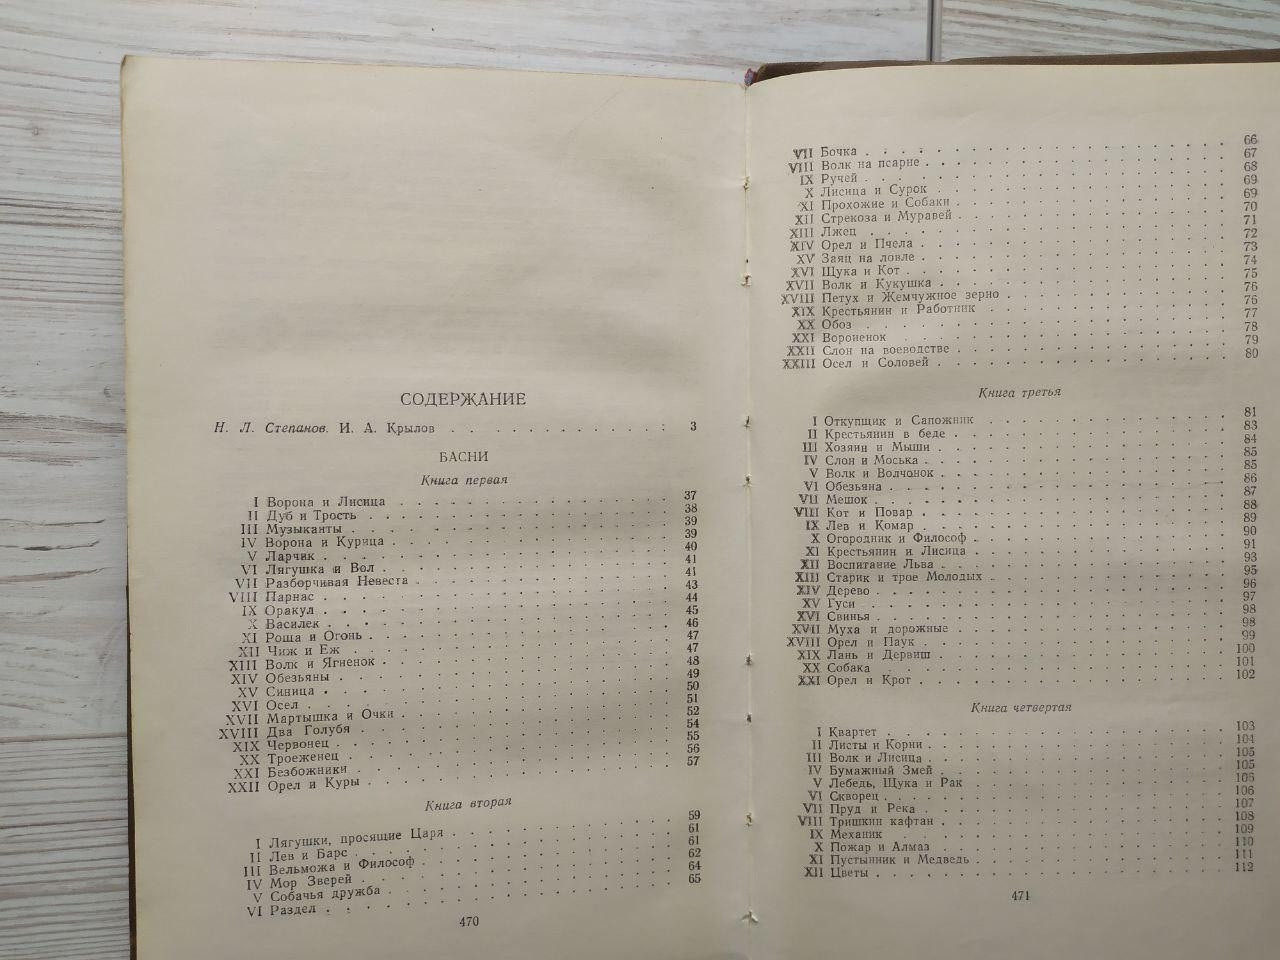 СОДЕРЖАНИЕ
Н. Л. Степанов. И. А. Крылов . . . . . . . . . . . : 3
БАСНИ
Книга первая
I Ворона и Лисица 37
II Дуб и Трость 38
III Музыканты 39
IV Ворона и Курица 39
V Ларчик 40
VI Лягушка и Вол 41
VII Разборчивая Невеста 41
VIII Парнас 43
IX Оракул 44
X Василек 45
XI Роща и Огонь 46
XII Чиж и Еж 47
XIII Волк и Ягненок 47
XIV Обезьяны 48
XV Синица 49
XVI Осел 50
XVII Мартышка и Очки 51
XVIII Два Голубя 52
XIX Червонец 54
XX Троеженец 55
XXI Безбожники 56
XXII Орел и Куры 57
Книга вторая
I Лягушки, просящие Царя 59
II Лев и Барс 61
III Вельможа и Философ 61
IV Мор Зверей 62
V Собачья дружба 64
VI Раздел 65
470
VII Бочка 66
VIII Волк на псарне 67
IX Ручей 68
X Лисица и Сурок 69
XI Прохожие и Собаки 69
XII Стрекоза и Муравей 70
XIII Лжец 71
XIV Орел и Пчела 72
XV Заяц на ловле 73
XVI Щука и Кот 74
XVII Волк и Кукушка 75
XVIII Петух и Жемчужное зерно 76
XIX Крестьянин и Работник 76
XX Обоз 77
XXI Вороненок 78
XXII Слон на воеводстве 79
XXIII Осел и Соловей 80
Книга третья
I Откупщик и Сапожник 81
II Крестьянин в беде 83
III Хозяин и Мыши 84
IV Слон и Моська 85
V Волк и Волчонок 85
VI Обезьяна 86
VII Мешок 87
VIII Кот и Повар 88
IX Лев и Комар 89
X Огородник и Философ 90
XI Крестьянин и Лисица 91
XII Воспитание Льва 93
XIII Старик и трое Молодых 95
XIV Дерево 96
XV Гуси 97
XVI Свинья 98
XVII Муха и дорожные 98
XVIII Орел и Паук 99
XIX Лань и Дервиш 100
XX Собака 101
XXI Орел и Крот 102
Книга четвертая
I Квартет 103
II Листы и Корни 104
III Волк и Лисица 105
IV Бумажный Змей 105
V Лебедь, Щука и Рак 106
VI Скворец 106
VII Пруд и Река 107
VIII Тришкин кафтан 108
IX Механик 109
X Пожар и Алмаз 110
XI Пустынник и Медведь 111
XII Цветы 112
471